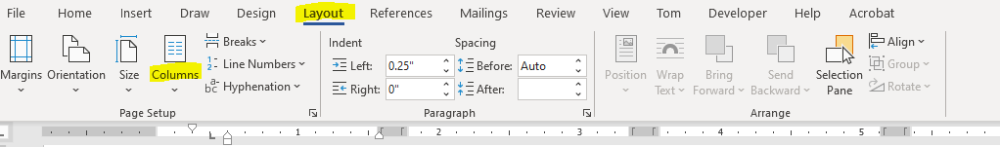 File Home Insert Draw Design Layout References Mailings Review View Tom Developer Help Acrobat
Margins Orientation Size Columns
Breaks
Line Numbers
Hyphenation
Page Setup
Indent Spacing
Left: 0.25" Before: Auto
Right: 0" After:
Paragraph
Position Wrap Text Bring Forward Send Backward Selection Pane
Align
Group
Rotate
Arrange
1 2 3 4 5